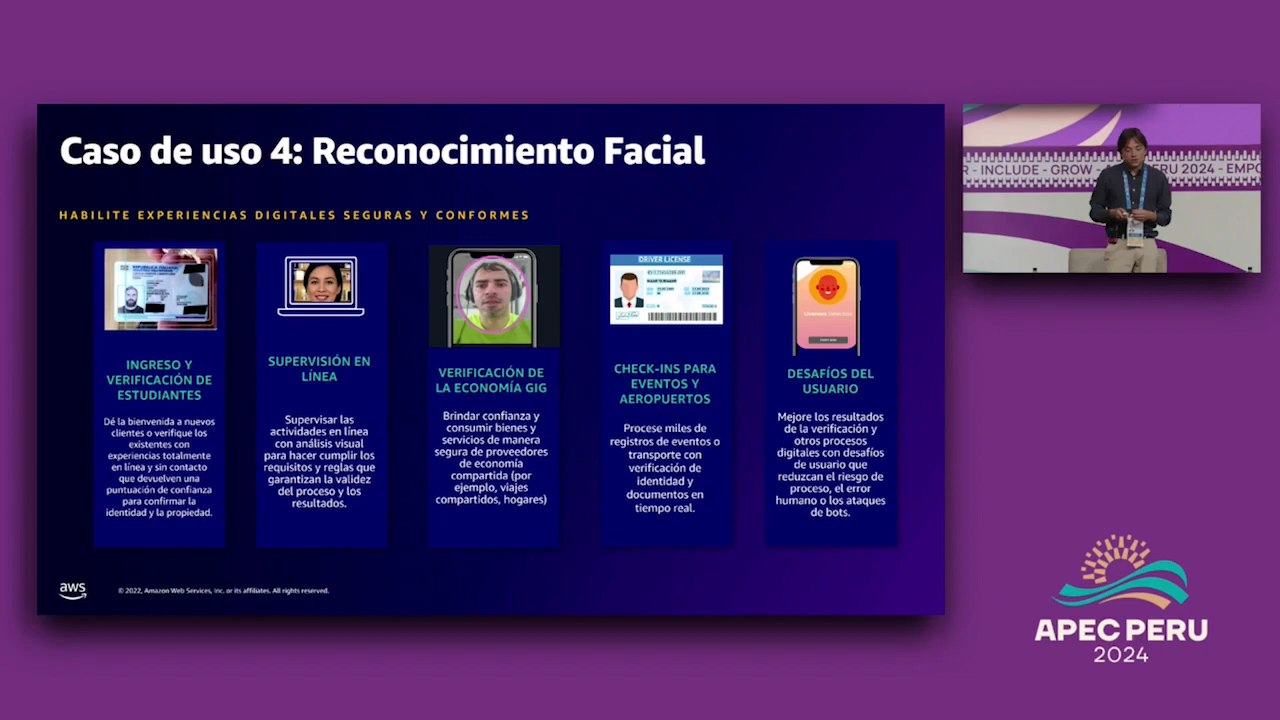 Caso de uso 4: Reconocimiento Facial
HABILITE EXPERIENCIAS DIGITALES SEGURAS Y CONFORMES
INGRESO Y
VERIFICACIÓN DE
ESTUDIANTES
Dé la bienvenida a nuevos
clientes o verifique los
existentes con
experiencias totalmente
en línea y sin contacto
que devuelven una
puntuación de confianza
para confirmar la
identidad y la propiedad.
SUPERVISIÓN EN
LÍNEA
Supervisar las
actividades en línea
con análisis visual
para hacer cumplir los
requisitos y reglas que
garantizan la validez
del proceso y los
resultados.
VERIFICACIÓN DE
LA ECONOMÍA GIG
Brindar confianza y
consumir bienes y
servicios de manera
segura de proveedores
de economía
compartida (por
ejemplo, viajes
compartidos, hogares)
DRIVER LICENSE
CHECK-INS PARA
EVENTOS Y
AEROPUERTOS
Procese miles de
registros de eventos o
transporte con
verificación de
identidad y
documentos en
tiempo real.
DESAFÍOS DEL
USUARIO
Mejore los resultados
de la verificación y
otros procesos
digitales con desafíos
de usuario que
reduzcan el riesgo de
proceso, el error
humano o los ataques
de bots.
aws
© 2022, Amazon Web Services, Inc. or its affiliates. All rights reserved.
- INCLUDE - GROW - PERU 2024 - EMPO
APEC PERU
2024